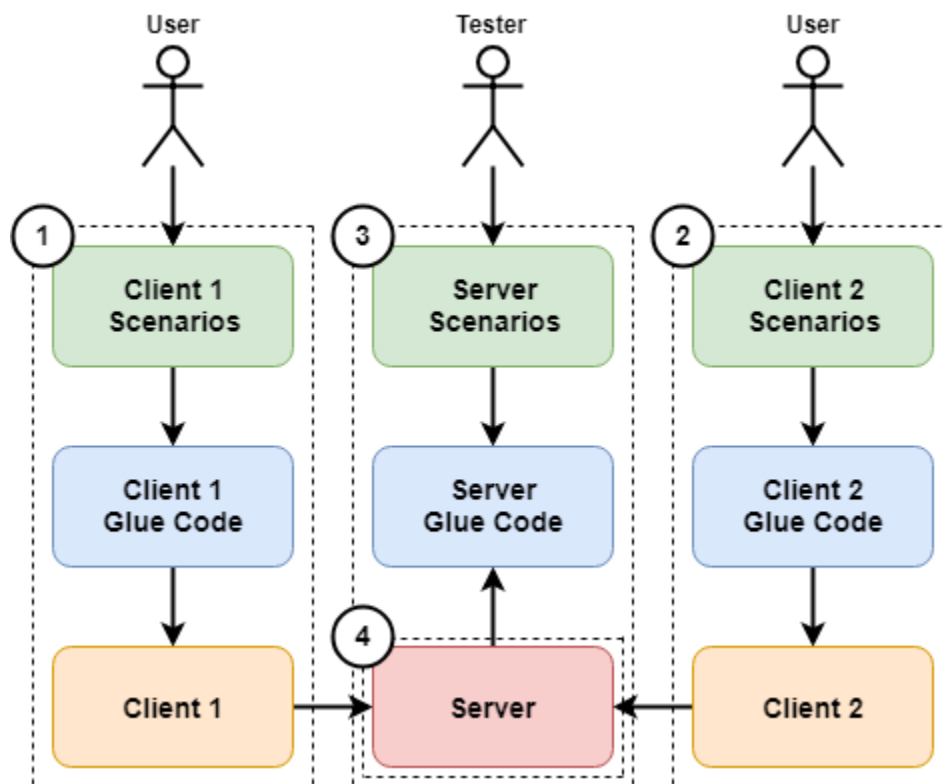 User
Tester
User
1
3
2
Client 1
Scenarios
Server
Scenarios
Client 2
Scenarios
Client 1
Glue Code
Server
Glue Code
Client 2
Glue Code
4
Client 1
Server
Client 2